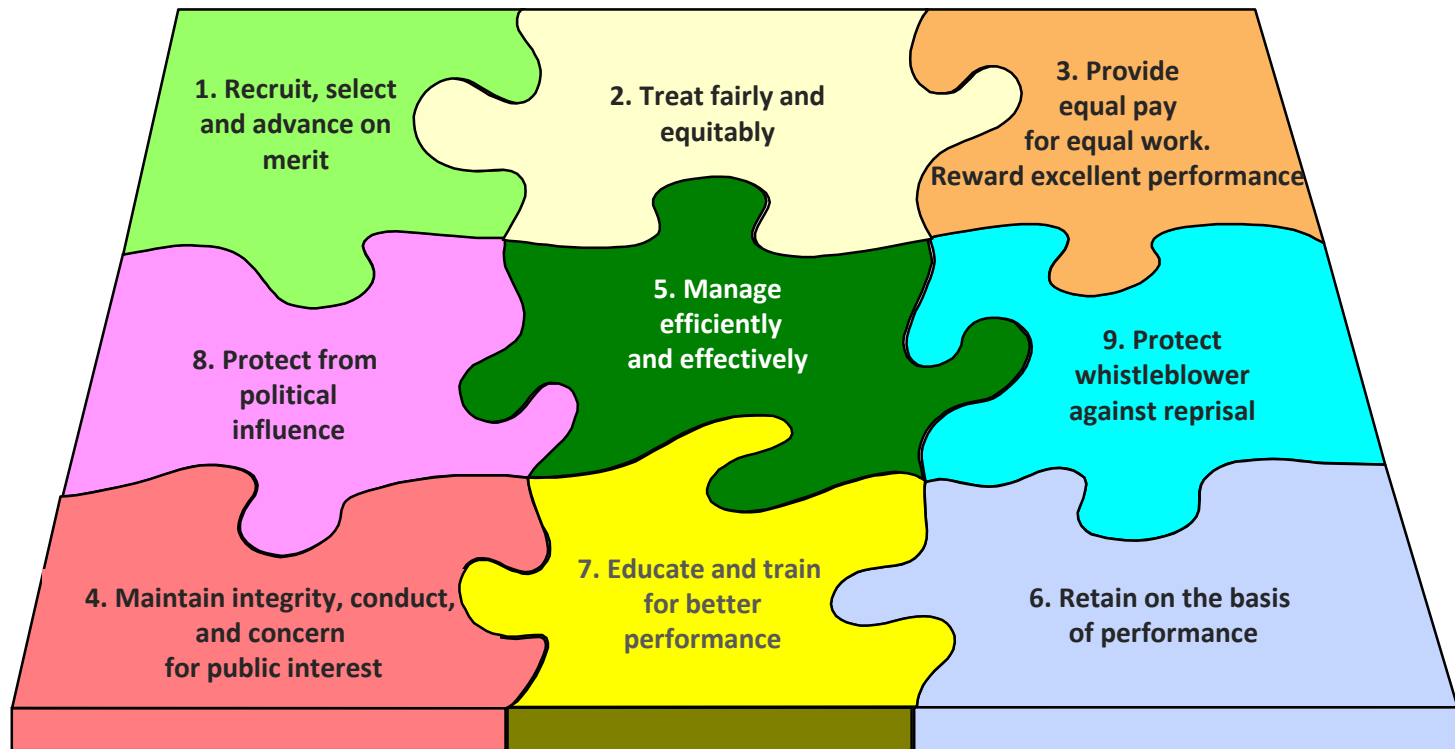 1. Recruit, select
and advance on
merit
2. Treat fairly and
equitably
3. Provide
equal pay
for equal work.
Reward excellent performance
8. Protect from
political
influence
5. Manage
efficiently
and effectively
9. Protect
whistleblower
against reprisal
4. Maintain integrity, conduct,
and concern
for public interest
7. Educate and train
for better
performance
6. Retain on the basis
of performance